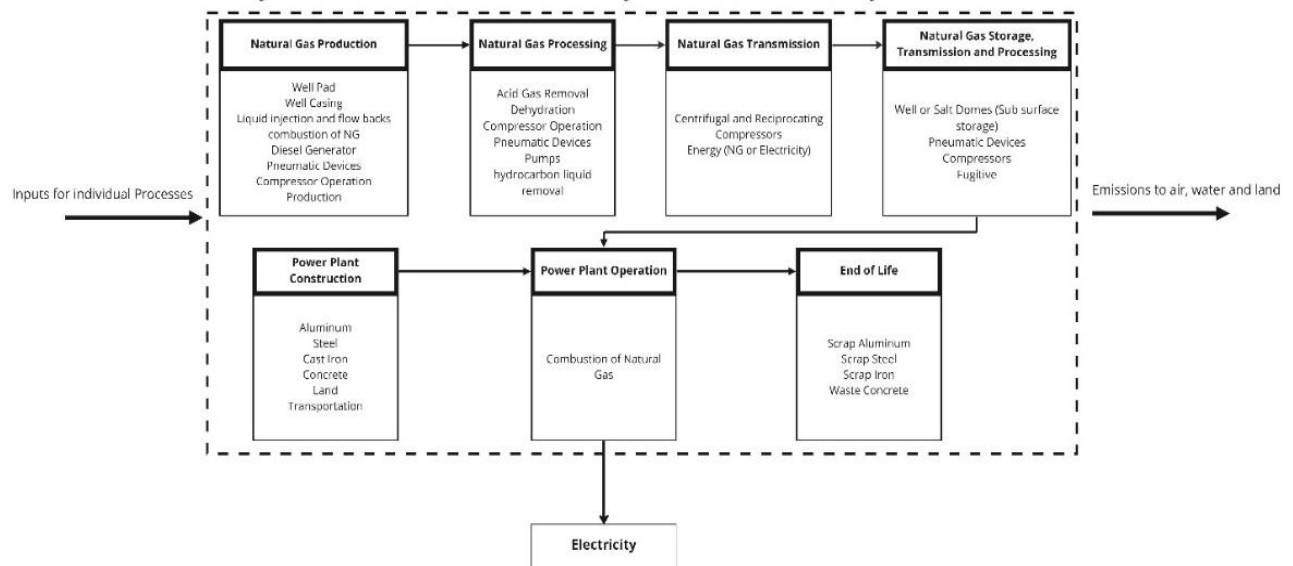 Natural Gas Production
Well Pad
Well Casing
Liquid injection and flow backs
combustion of NG
Diesel Generator
Pneumatic Devices
Compressor Operation
Production
Natural Gas Processing
Acid Gas Removal
Dehydration
Compressor Operation
Pneumatic Devices
Pumps
hydrocarbon liquid
removal
Natural Gas Transmission
Centrifugal and Reciprocating
Compressors
Energy (NG or Electricity)
Natural Gas Storage,
Transmission and Processing
Well or Salt Domes (Sub surface
storage)
Pneumatic Devices
Compressors
Fugitive
Inputs for individual Processes
Emissions to air, water and land
Power Plant
Construction
Aluminum
Steel
Cast Iron
Concrete
Land
Transportation
Power Plant Operation
Combustion of Natural
Gas
End of Life
Scrap Aluminum
Scrap Steel
Scrap Iron
Waste Concrete
Electricity